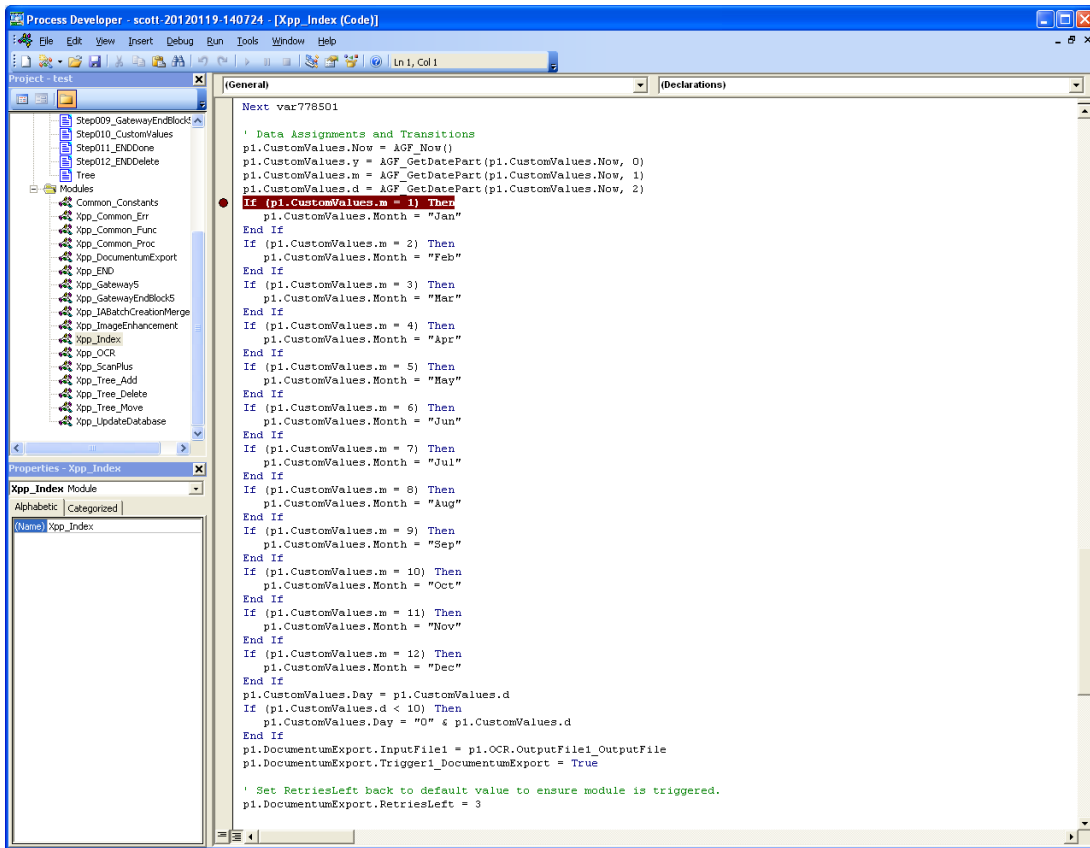 Process Developer - scott-20120119-140724 - [Xpp_Index (Code)]
File Edit View Insert Debug Run Tools Window Help
Ln 1, Col 1
Project - test
Step009_GatewayEndBlock5
Step010_CustomValues
Step011_ENDDone
Step012_ENDDelete
Tree
Modules
Common_Constants
Xpp_Common_Err
Xpp_Common_Func
Xpp_Common_Proc
Xpp_DocumentumExport
Xpp_END
Xpp_Gateway5
Xpp_GatewayEndBlock5
Xpp_IABatchCreationMerge
Xpp_ImageEnhancement
Xpp_Index
Xpp_OCR
Xpp_ScanPlus
Xpp_Tree_Add
Xpp_Tree_Delete
Xpp_Tree_Move
Xpp_UpdateDatabase
Properties - Xpp_Index
Xpp_Index Module
Alphabetic Categorized
(Name) Xpp_Index
(General) (Declarations)
Next var778501
' Data Assignments and Transitions
p1.CustomValues.Now = AGF_Now()
p1.CustomValues.y = AGF_GetDatePart(p1.CustomValues.Now, 0)
p1.CustomValues.m = AGF_GetDatePart(p1.CustomValues.Now, 1)
p1.CustomValues.d = AGF_GetDatePart(p1.CustomValues.Now, 2)
If (p1.CustomValues.m = 1) Then
p1.CustomValues.Month = "Jan"
End If
If (p1.CustomValues.m = 2) Then
p1.CustomValues.Month = "Feb"
End If
If (p1.CustomValues.m = 3) Then
p1.CustomValues.Month = "Mar"
End If
If (p1.CustomValues.m = 4) Then
p1.CustomValues.Month = "Apr"
End If
If (p1.CustomValues.m = 5) Then
p1.CustomValues.Month = "May"
End If
If (p1.CustomValues.m = 6) Then
p1.CustomValues.Month = "Jun"
End If
If (p1.CustomValues.m = 7) Then
p1.CustomValues.Month = "Jul"
End If
If (p1.CustomValues.m = 8) Then
p1.CustomValues.Month = "Aug"
End If
If (p1.CustomValues.m = 9) Then
p1.CustomValues.Month = "Sep"
End If
If (p1.CustomValues.m = 10) Then
p1.CustomValues.Month = "Oct"
End If
If (p1.CustomValues.m = 11) Then
p1.CustomValues.Month = "Nov"
End If
If (p1.CustomValues.m = 12) Then
p1.CustomValues.Month = "Dec"
End If
p1.CustomValues.Day = p1.CustomValues.d
If (p1.CustomValues.d < 10) Then
p1.CustomValues.Day = "0" & p1.CustomValues.d
End If
p1.DocumentumExport.InputFile1 = p1.OCR.OutputFile1_OutputFile
p1.DocumentumExport.Trigger1_DocumentumExport = True
' Set RetriesLeft back to default value to ensure module is triggered.
p1.DocumentumExport.RetriesLeft = 3